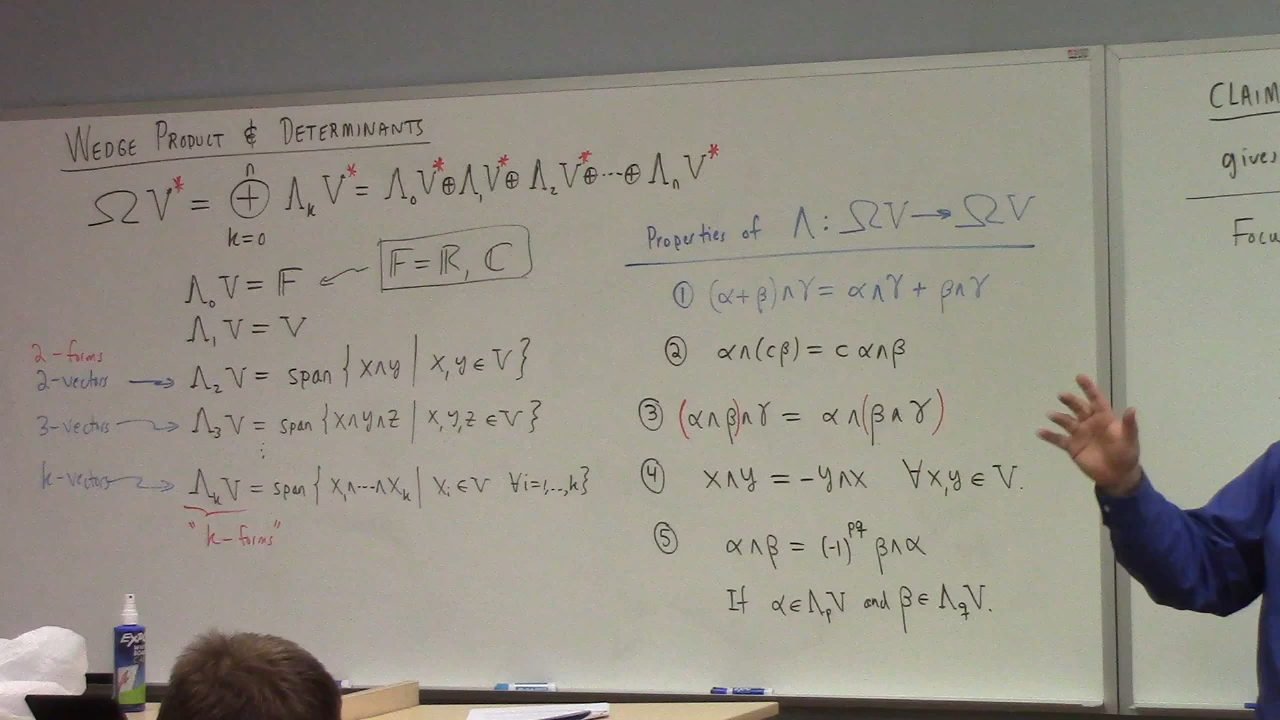 WEDGE PRODUCT & DETERMINANTS
ΩV* = ⊕ₖ₌₀ⁿ ΛₖV* = Λ₀V* ⊕ Λ₁V* ⊕ Λ₂V* ⊕ ⋯ ⊕ ΛₙV*
Λ₀V = 𝔽 ← 𝔽 = ℝ, ℂ
Λ₁V = V
2-forms
2-vectors → Λ₂V = span { x∧y | x, y ∈ V }
3-vectors → Λ₃V = span { x∧y∧z | x, y, z ∈ V }
⋮
k-vectors → ΛₖV = span { x₁∧⋯∧xₖ | xᵢ ∈ V ∀i=1,..,k }
"k-forms"
Properties of Λ : ΩV → ΩV
① (α+β)∧γ = α∧γ + β∧γ
② α∧(cβ) = c α∧β
③ (α∧β)∧γ = α∧(β∧γ)
④ x∧y = -y∧x ∀x,y ∈ V.
⑤ α∧β = (-1)^pq β∧α
If α ∈ ΛₚV and β ∈ Λ_qV.
CLAIM
gives
EXPO